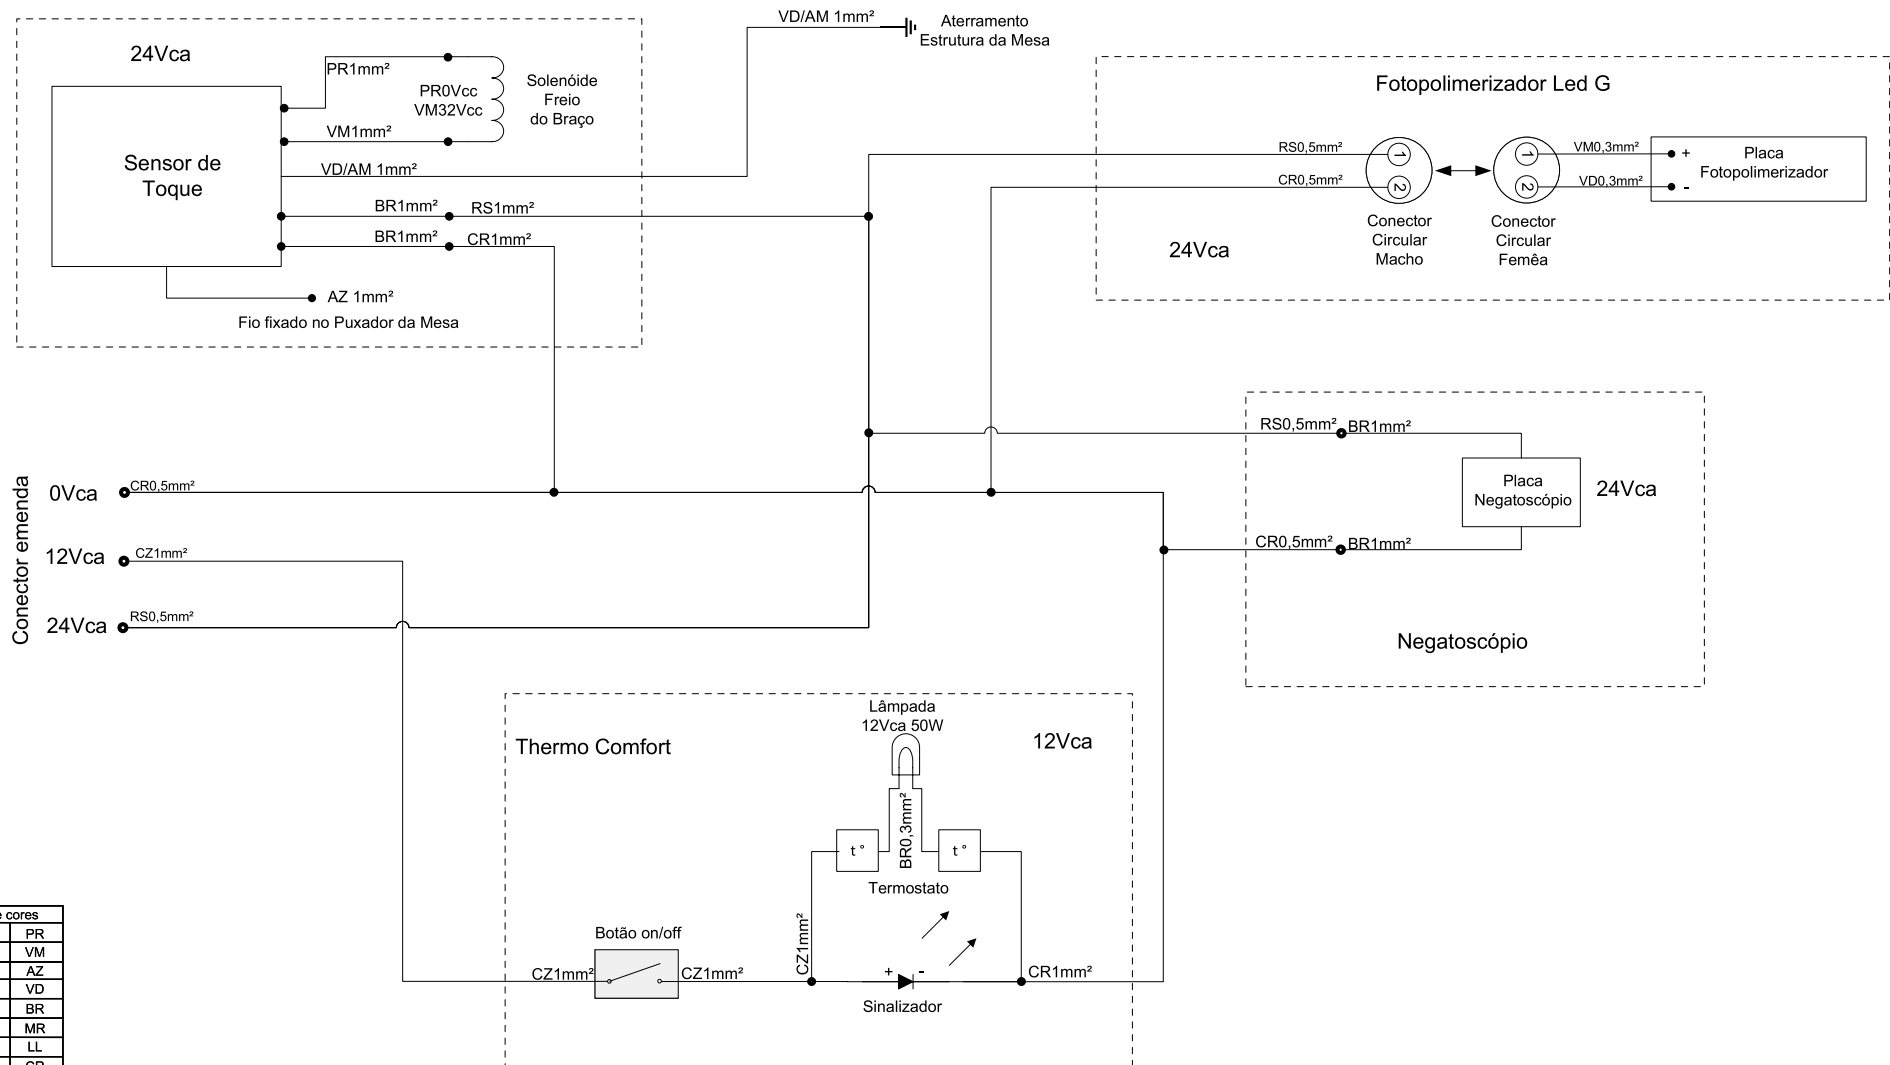 24Vca
PR1mm²
PR0Vcc
VM32Vcc
Solenóide
Freio
do Braço
VM1mm²
Sensor de
Toque
VD/AM 1mm²
BR1mm²
RS1mm²
BR1mm²
CR1mm²
AZ 1mm²
Fio fixado no Puxador da Mesa
VD/AM 1mm²
Aterramento
Estrutura da Mesa
Fotopolimerizador Led G
RS0,5mm²
CR0,5mm²
1
2
1
2
VM0,3mm²
VD0,3mm²
+
-
Placa
Fotopolimerizador
Conector
Circular
Macho
Conector
Circular
Femêa
24Vca
RS0,5mm²
BR1mm²
Placa
Negatoscópio
24Vca
CR0,5mm²
BR1mm²
Negatoscópio
Conector emenda
0Vca
CR0,5mm²
12Vca
CZ1mm²
24Vca
RS0,5mm²
Thermo Comfort
Lâmpada
12Vca 50W
12Vca
BR0,3mm²
t °
t °
Termostato
Botão on/off
CZ1mm²
CZ1mm²
CZ1mm²
+
-
CR1mm²
Sinalizador
cores
PR
VM
AZ
VD
BR
MR
LL